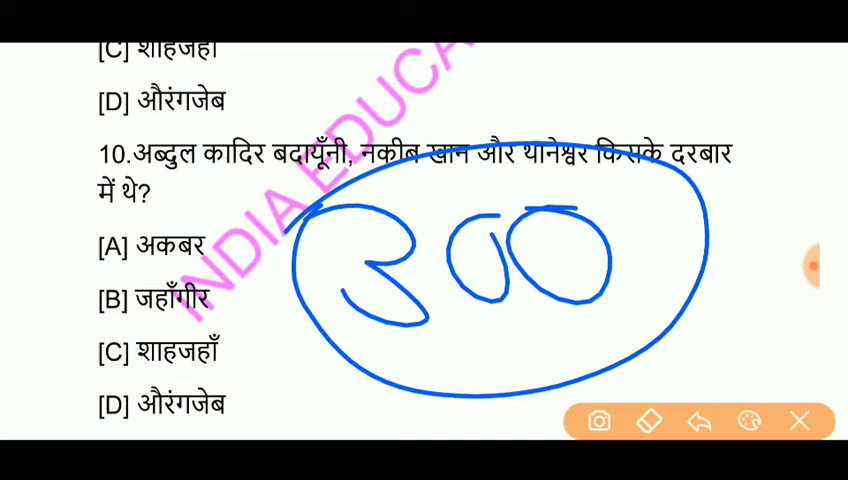 [C] शाहजहाँ
[D] औरंगजेब
10.अब्दुल कादिर बदायूँनी, नकीब खान और थानेश्वर किसके दरबार
में थे?
[A] अकबर
[B] जहाँगीर
[C] शाहजहाँ
[D] औरंगजेब
300
INDIA EDUCA